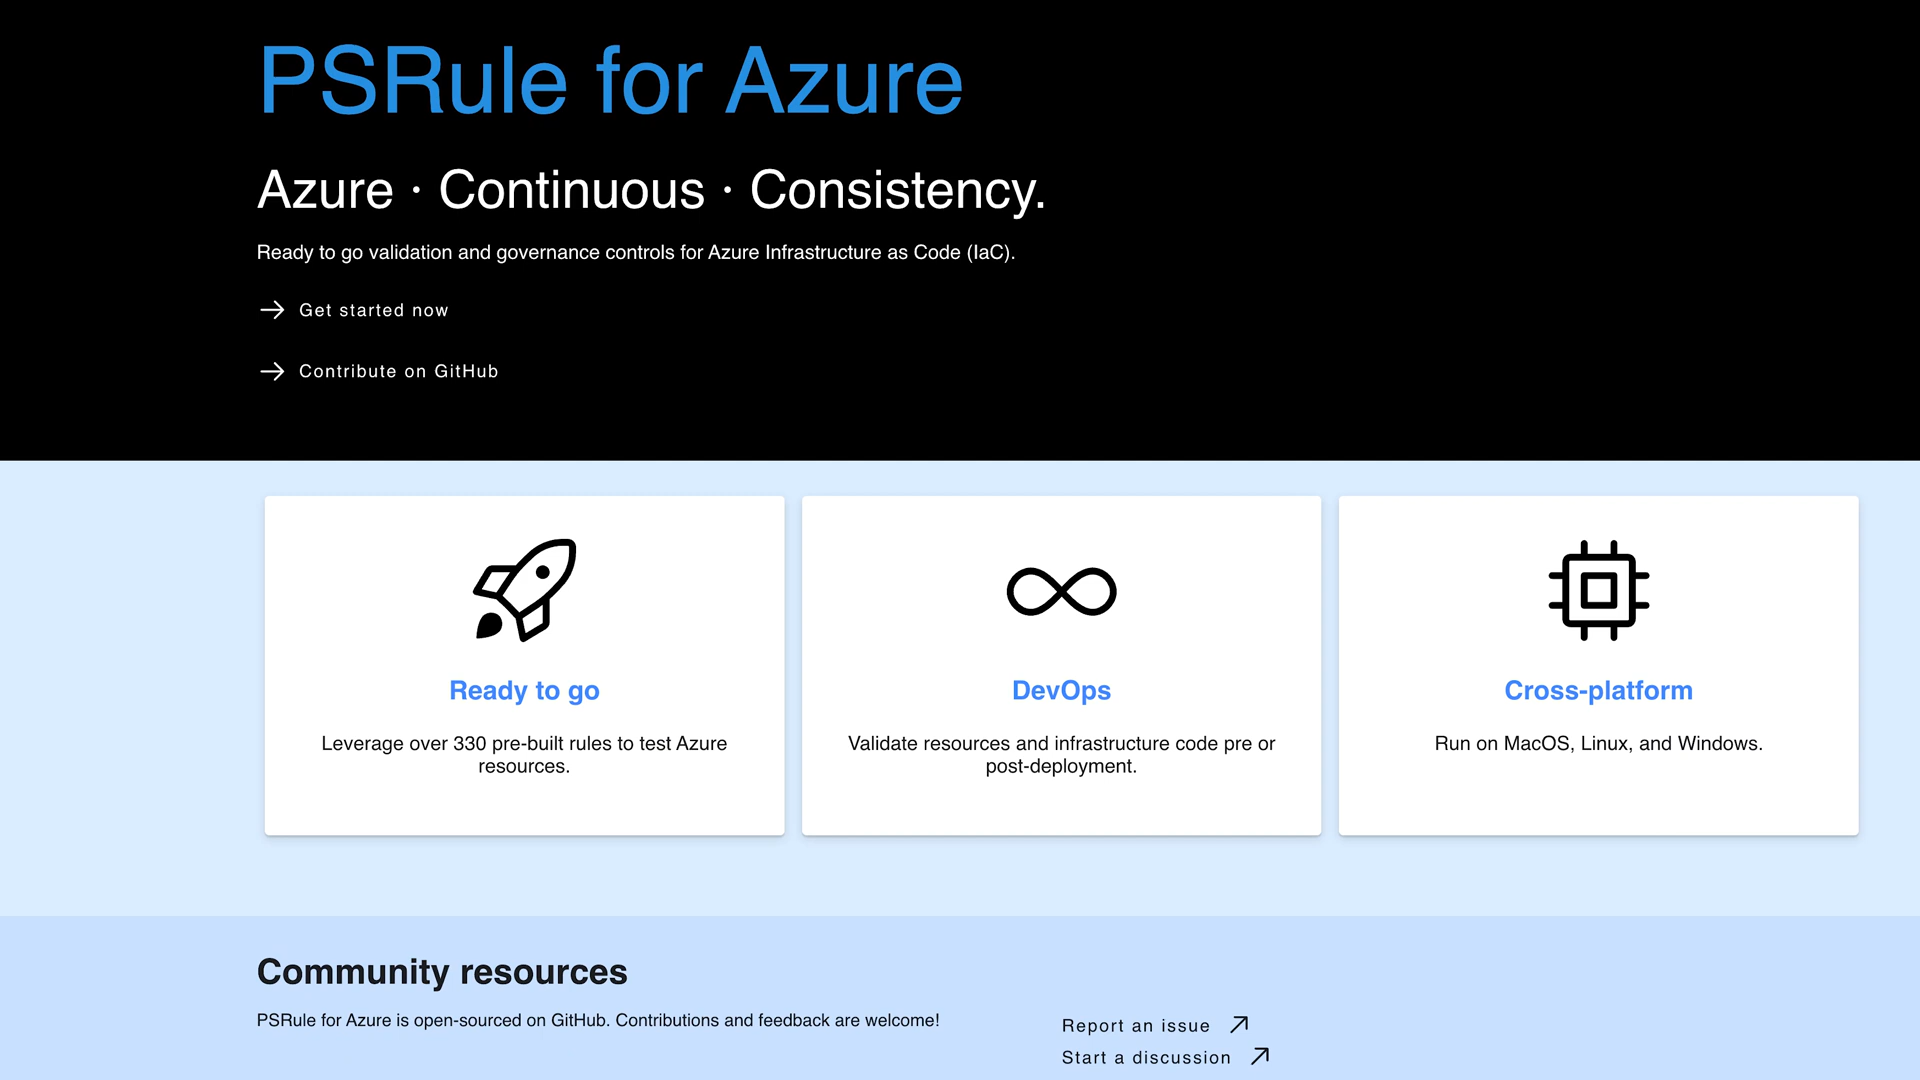 PSRule for Azure
Azure · Continuous · Consistency.
Ready to go validation and governance controls for Azure Infrastructure as Code (IaC).
Get started now
Contribute on GitHub
Ready to go
Leverage over 330 pre-built rules to test Azure
resources.
DevOps
Validate resources and infrastructure code pre or
post-deployment.
Cross-platform
Run on MacOS, Linux, and Windows.
Community resources
PSRule for Azure is open-sourced on GitHub. Contributions and feedback are welcome!
Report an issue
Start a discussion